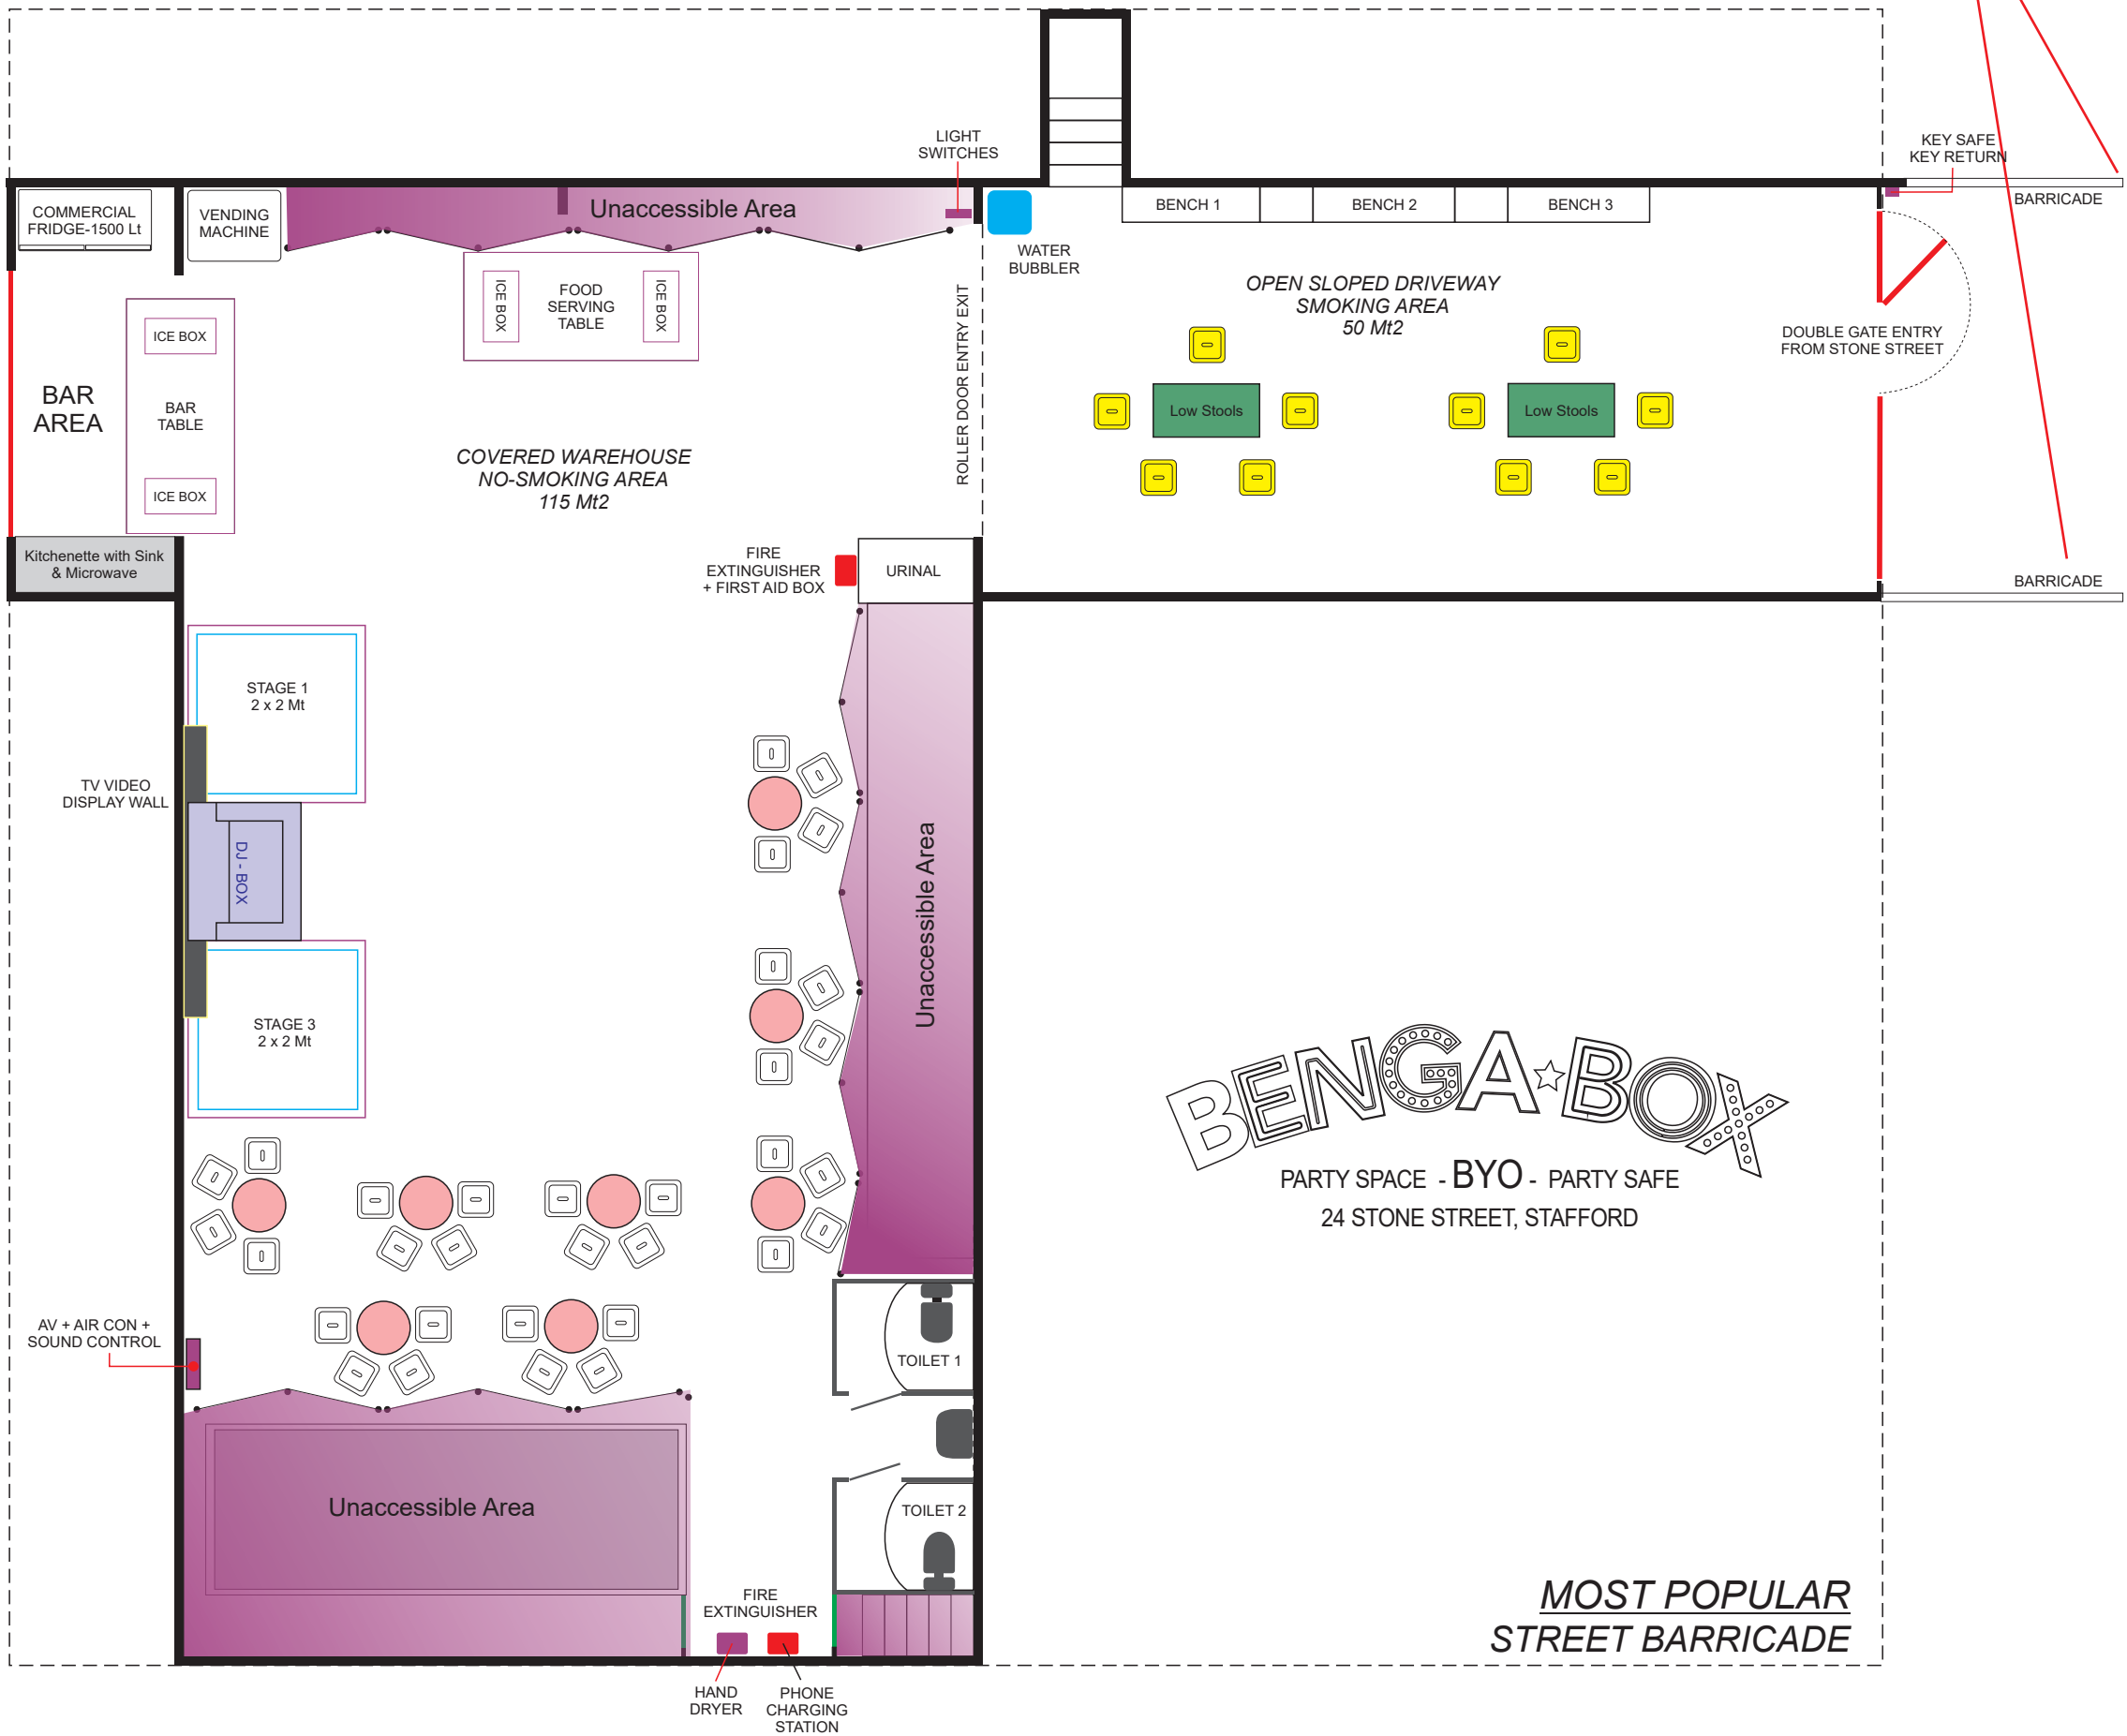 LIGHT
SWITCHES
KEY SAFE
KEY RETURN
BARRICADE
COMMERCIAL
FRIDGE-1500 Lt
VENDING
MACHINE
Unaccessible Area
BENCH 1
BENCH 2
BENCH 3
WATER
BUBBLER
ICE BOX
FOOD
SERVING
TABLE
ICE BOX
ROLLER DOOR ENTRY EXIT
OPEN SLOPED DRIVEWAY
SMOKING AREA
50 Mt2
DOUBLE GATE ENTRY
FROM STONE STREET
ICE BOX
BAR
AREA
BAR
TABLE
ICE BOX
Low Stools
Low Stools
COVERED WAREHOUSE
NO-SMOKING AREA
115 Mt2
Kitchenette with Sink
& Microwave
FIRE
EXTINGUISHER
+ FIRST AID BOX
URINAL
BARRICADE
STAGE 1
2 x 2 Mt
TV VIDEO
DISPLAY WALL
DJ - BOX
Unaccessible Area
STAGE 3
2 x 2 Mt
BENGA BOX
PARTY SPACE - BYO - PARTY SAFE
24 STONE STREET, STAFFORD
AV + AIR CON +
SOUND CONTROL
TOILET 1
Unaccessible Area
TOILET 2
FIRE
EXTINGUISHER
HAND
DRYER
PHONE
CHARGING
STATION
MOST POPULAR
STREET BARRICADE